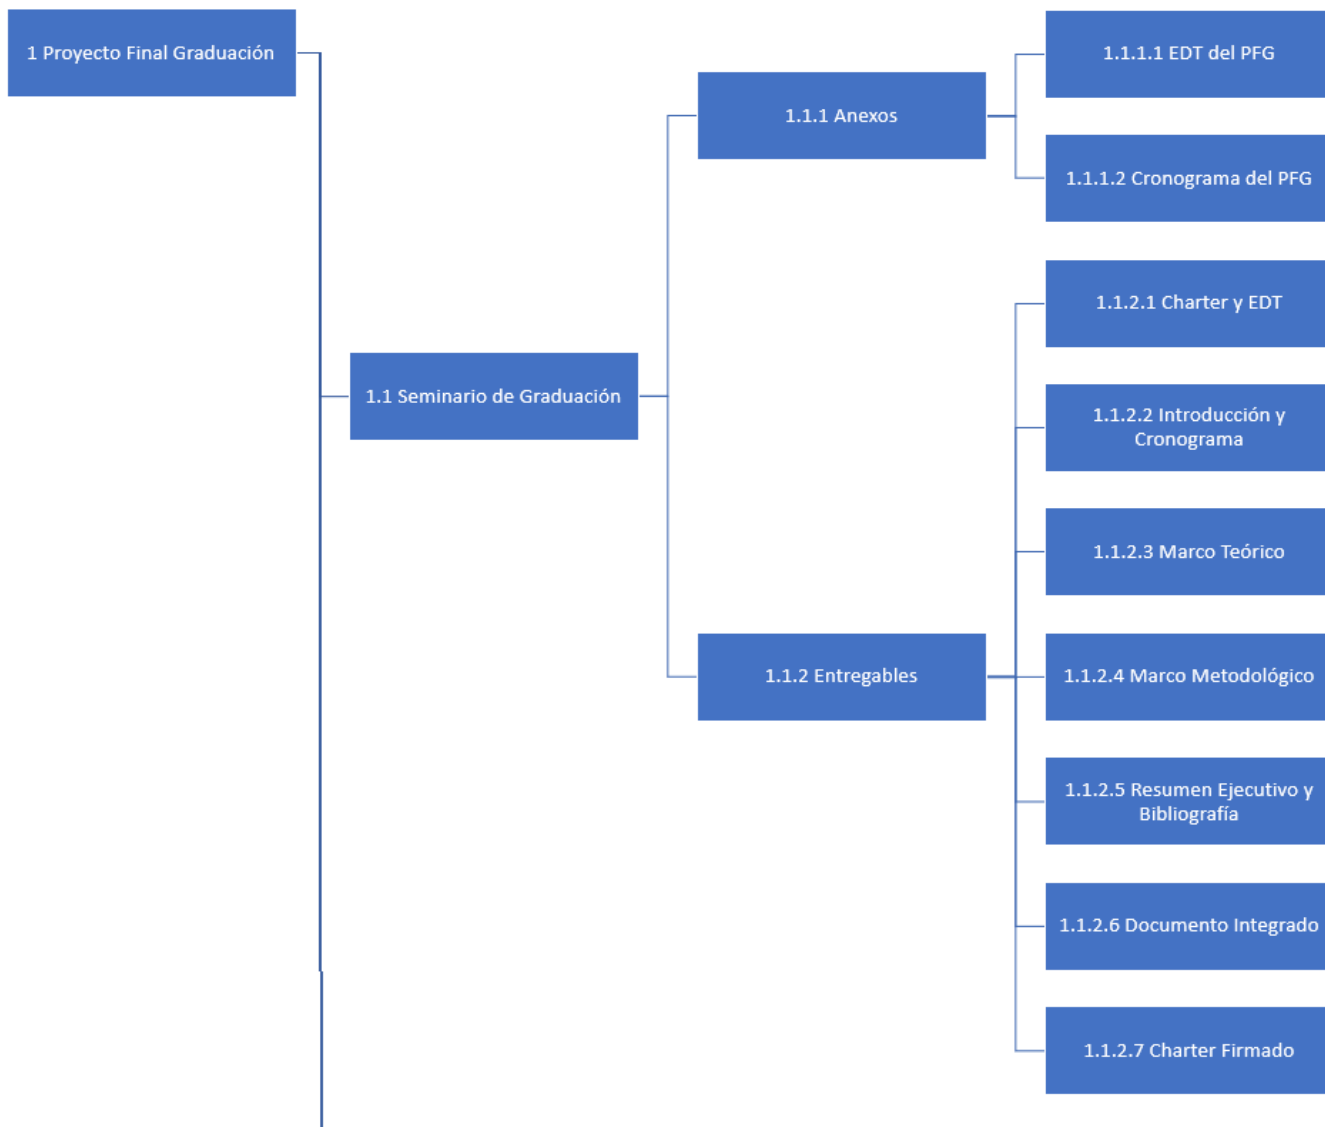 1 Proyecto Final Graduación
1.1 Seminario de Graduación
1.1.1 Anexos
1.1.1.1 EDT del PFG
1.1.1.2 Cronograma del PFG
1.1.2 Entregables
1.1.2.1 Charter y EDT
1.1.2.2 Introducción y
Cronograma
1.1.2.3 Marco Teórico
1.1.2.4 Marco Metodológico
1.1.2.5 Resumen Ejecutivo y
Bibliografía
1.1.2.6 Documento Integrado
1.1.2.7 Charter Firmado